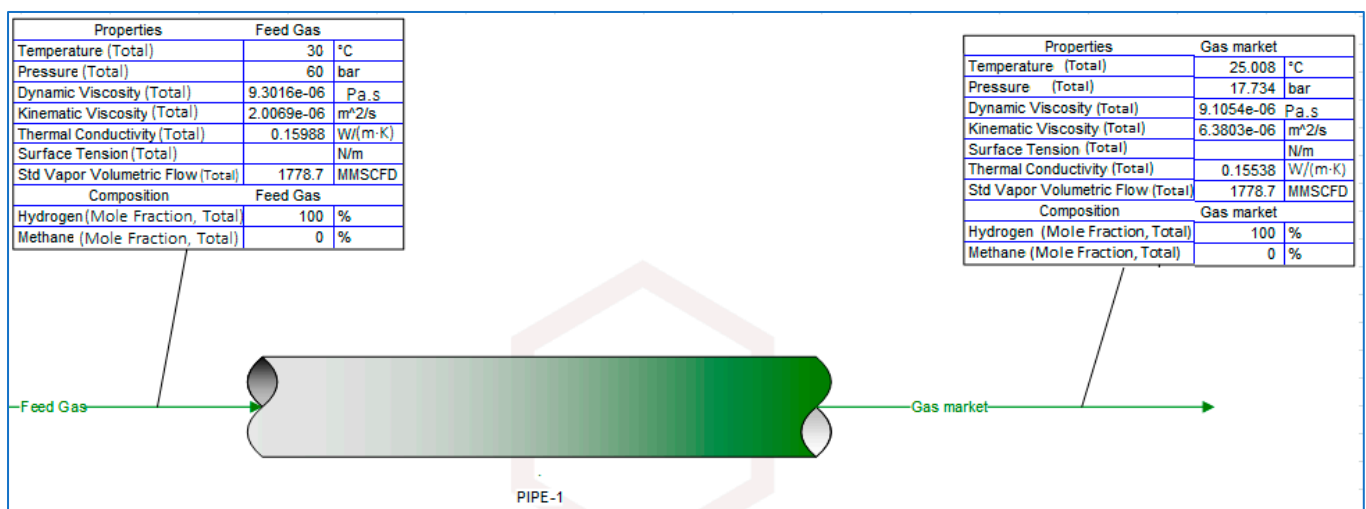 Properties Feed Gas
Temperature (Total) 30 °C
Pressure (Total) 60 bar
Dynamic Viscosity (Total) 9.3016e-06 Pa.s
Kinematic Viscosity (Total) 2.0069e-06 m^2/s
Thermal Conductivity (Total) 0.15988 W/(m·K)
Surface Tension (Total) N/m
Std Vapor Volumetric Flow (Total) 1778.7 MMSCFD
Composition Feed Gas
Hydrogen (Mole Fraction, Total) 100 %
Methane (Mole Fraction, Total) 0 %
Properties Gas market
Temperature (Total) 25.008 °C
Pressure (Total) 17.734 bar
Dynamic Viscosity (Total) 9.1054e-06 Pa.s
Kinematic Viscosity (Total) 6.3803e-06 m^2/s
Surface Tension (Total) N/m
Thermal Conductivity (Total) 0.15538 W/(m·K)
Std Vapor Volumetric Flow (Total) 1778.7 MMSCFD
Composition Gas market
Hydrogen (Mole Fraction, Total) 100 %
Methane (Mole Fraction, Total) 0 %
Feed Gas
Gas market
PIPE-1